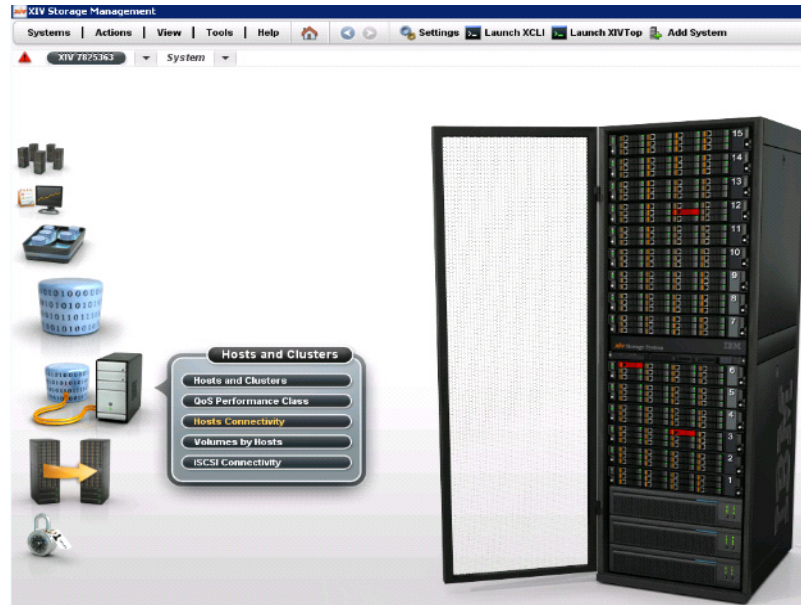 XIV Storage Management
Systems | Actions | View | Tools | Help Settings Launch XCLI Launch XIVTop Add System
XIV 7825363 System
Hosts and Clusters
Hosts and Clusters
QoS Performance Class
Hosts Connectivity
Volumes by Hosts
iSCSI Connectivity
15
14
13
12
11
10
9
8
7
XIV Storage System IBM
6
5
4
3
2
1
IBM